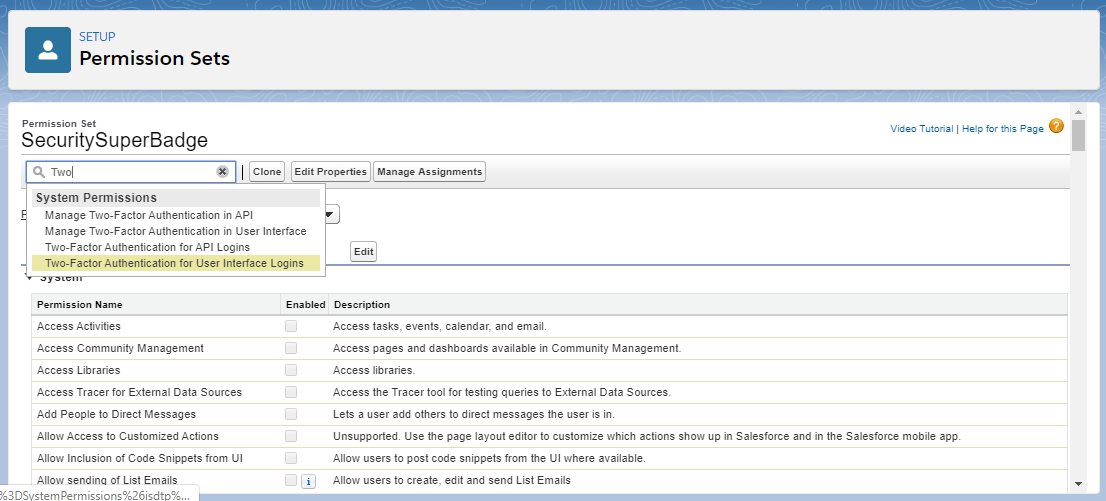 SETUP
Permission Sets
Permission Set
SecuritySuperBadge
Video Tutorial | Help for this Page ?
Two
Clone Edit Properties Manage Assignments
System Permissions
Manage Two-Factor Authentication in API
Manage Two-Factor Authentication in User Interface
Two-Factor Authentication for API Logins
Two-Factor Authentication for User Interface Logins
Edit
System
Permission Name Enabled Description
Access Activities Access tasks, events, calendar, and email.
Access Community Management Access pages and dashboards available in Community Management.
Access Libraries Access libraries.
Access Tracer for External Data Sources Access the Tracer tool for testing queries to External Data Sources.
Add People to Direct Messages Lets a user add others to direct messages the user is in.
Allow Access to Customized Actions Unsupported. Use the page layout editor to customize which actions show up in Salesforce and in the Salesforce mobile app.
Allow Inclusion of Code Snippets from UI Allow users to post code snippets from the UI where available.
Allow sending of List Emails i Allow users to create, edit and send List Emails
%3DSystemPermissions%26isdtp%...